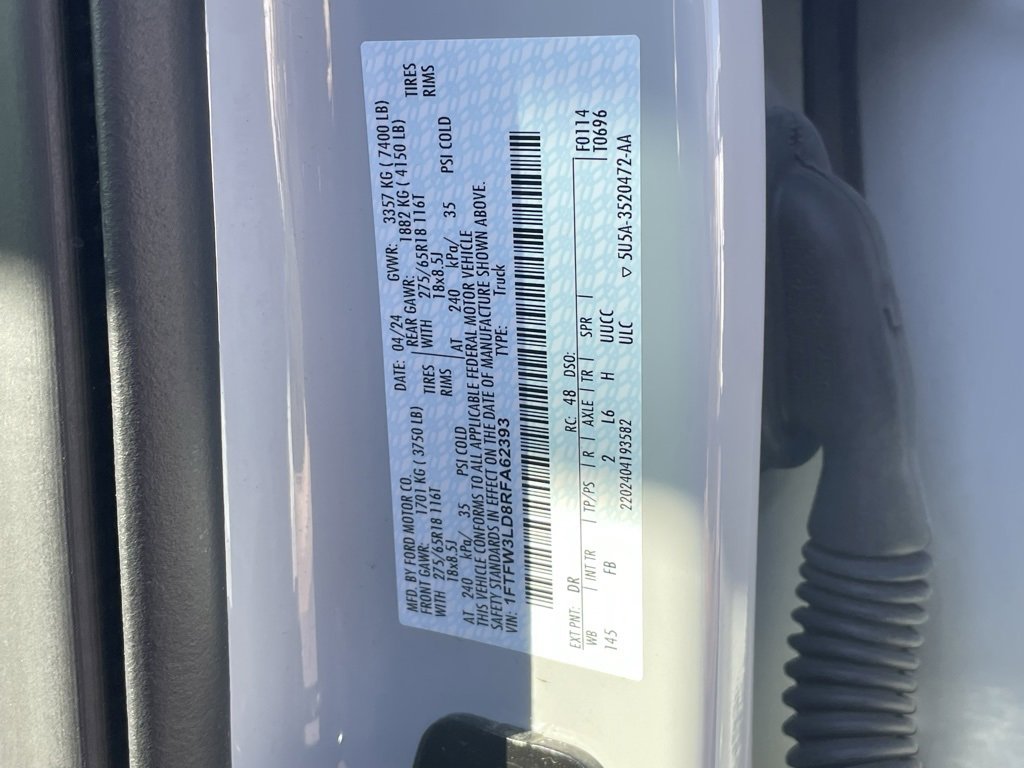 MFD. BY FORD MOTOR CO. DATE: 04/24 GVWR: 3357 KG ( 7400 LB)
FRONT GAWR: 1701 KG ( 3750 LB) REAR GAWR: 1882 KG ( 4150 LB)
WITH 275/65R18 116T TIRES WITH 275/65R18 116T TIRES
18x8.5J RIMS 18x8.5J RIMS
AT 240 kPa/ 35 PSI COLD AT 240 kPa/ 35 PSI COLD
THIS VEHICLE CONFORMS TO ALL APPLICABLE FEDERAL MOTOR VEHICLE
SAFETY STANDARDS IN EFFECT ON THE DATE OF MANUFACTURE SHOWN ABOVE.
VIN: 1FTFW3LD8RFA62393 TYPE: Truck
EXT PNT: DR RC: 48 DSO: F0114
WB INT TR TP/PS R AXLE TR SPR T0696
145 FB 2 L6 H UUCC
220240419358​2 ULC ▽ 5U5A-3520472-AA